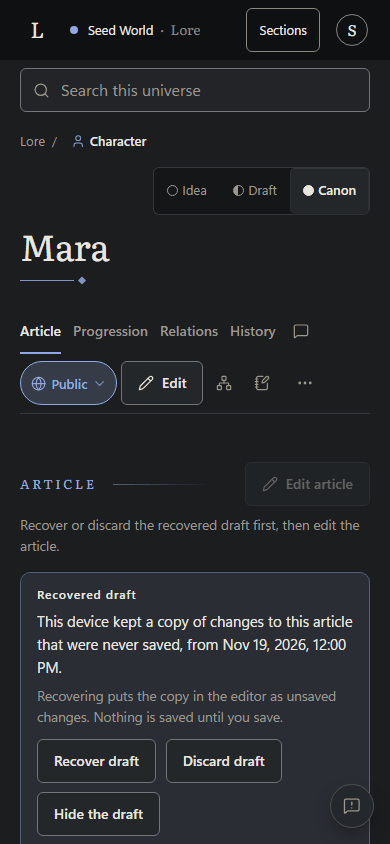 L
Seed World · Lore
Sections
S
Search this universe
Lore / Character
Idea
Draft
Canon
Mara
Article
Progression
Relations
History
Public
Edit
ARTICLE
Edit article
Recover or discard the recovered draft first, then edit the
article.
Recovered draft
This device kept a copy of changes to this article
that were never saved, from Nov 19, 2026, 12:00
PM.
Recovering puts the copy in the editor as unsaved
changes. Nothing is saved until you save.
Recover draft
Discard draft
Hide the draft